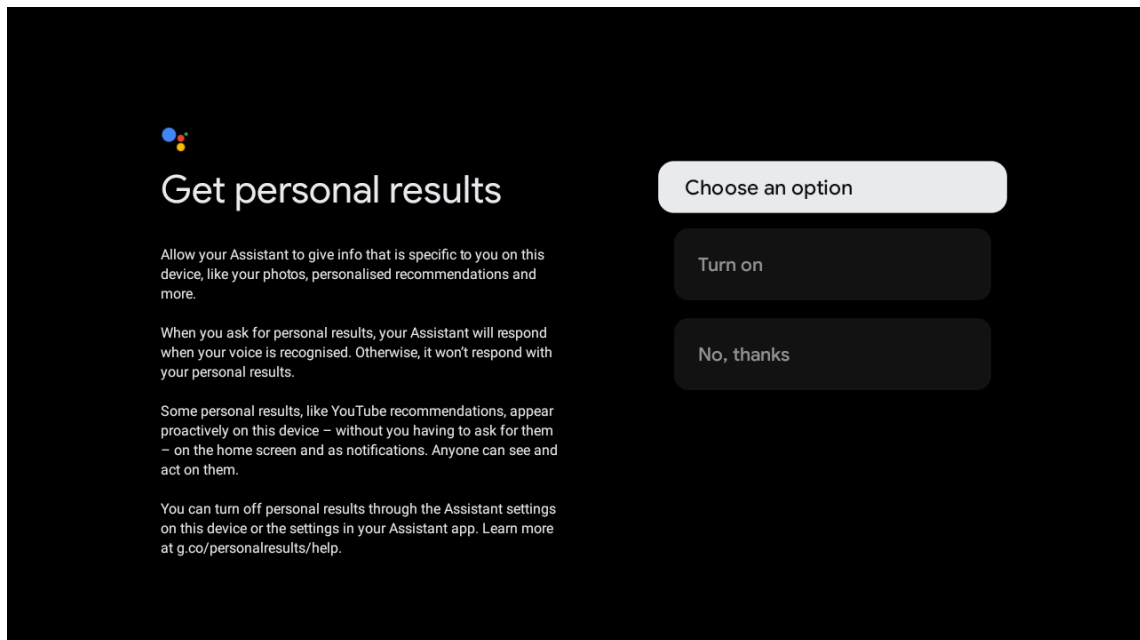 Get personal results
Allow your Assistant to give info that is specific to you on this
device, like your photos, personalised recommendations and
more.
When you ask for personal results, your Assistant will respond
when your voice is recognised. Otherwise, it won't respond with
your personal results.
Some personal results, like YouTube recommendations, appear
proactively on this device – without you having to ask for them
– on the home screen and as notifications. Anyone can see and
act on them.
You can turn off personal results through the Assistant settings
on this device or the settings in your Assistant app. Learn more
at g.co/personalresults/help.
Choose an option
Turn on
No, thanks